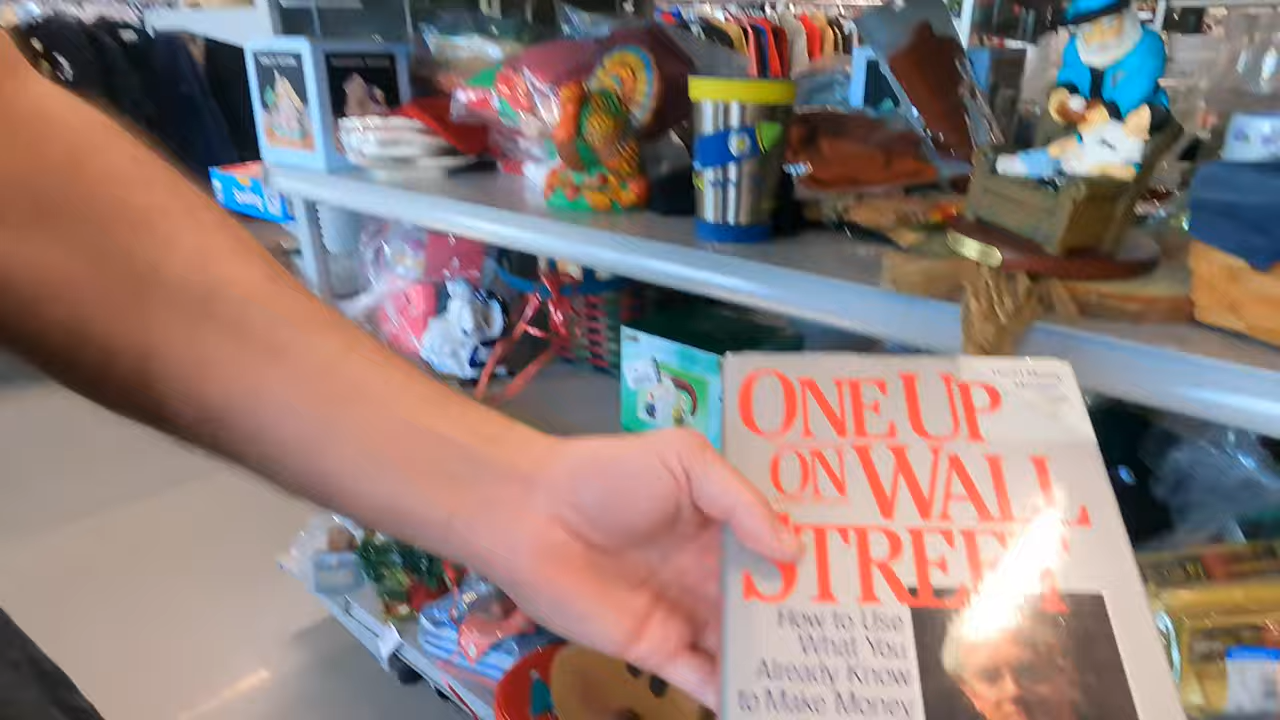 ONE UP
ON WALL
STREET
How to Use
What You
Already Know
to Make Money